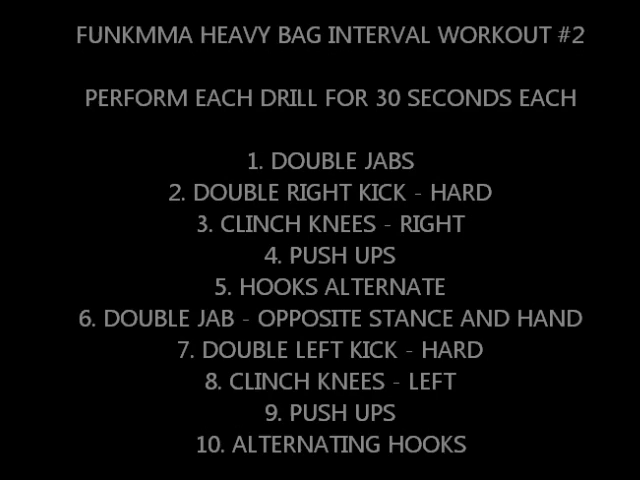 FUNKMMA HEAVY BAG INTERVAL WORKOUT #2
PERFORM EACH DRILL FOR 30 SECONDS EACH
1. DOUBLE JABS
2. DOUBLE RIGHT KICK - HARD
3. CLINCH KNEES - RIGHT
4. PUSH UPS
5. HOOKS ALTERNATE
6. DOUBLE JAB - OPPOSITE STANCE AND HAND
7. DOUBLE LEFT KICK - HARD
8. CLINCH KNEES - LEFT
9. PUSH UPS
10. ALTERNATING HOOKS